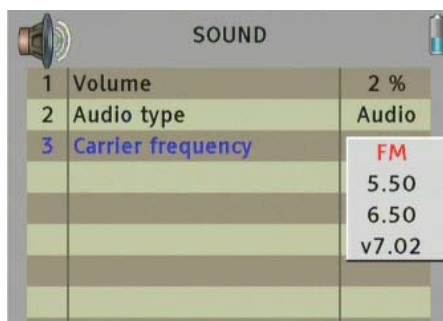 SOUND
1 Volume 2 %
2 Audio type Audio
3 Carrier frequency
FM
5.50
6.50
v7.02